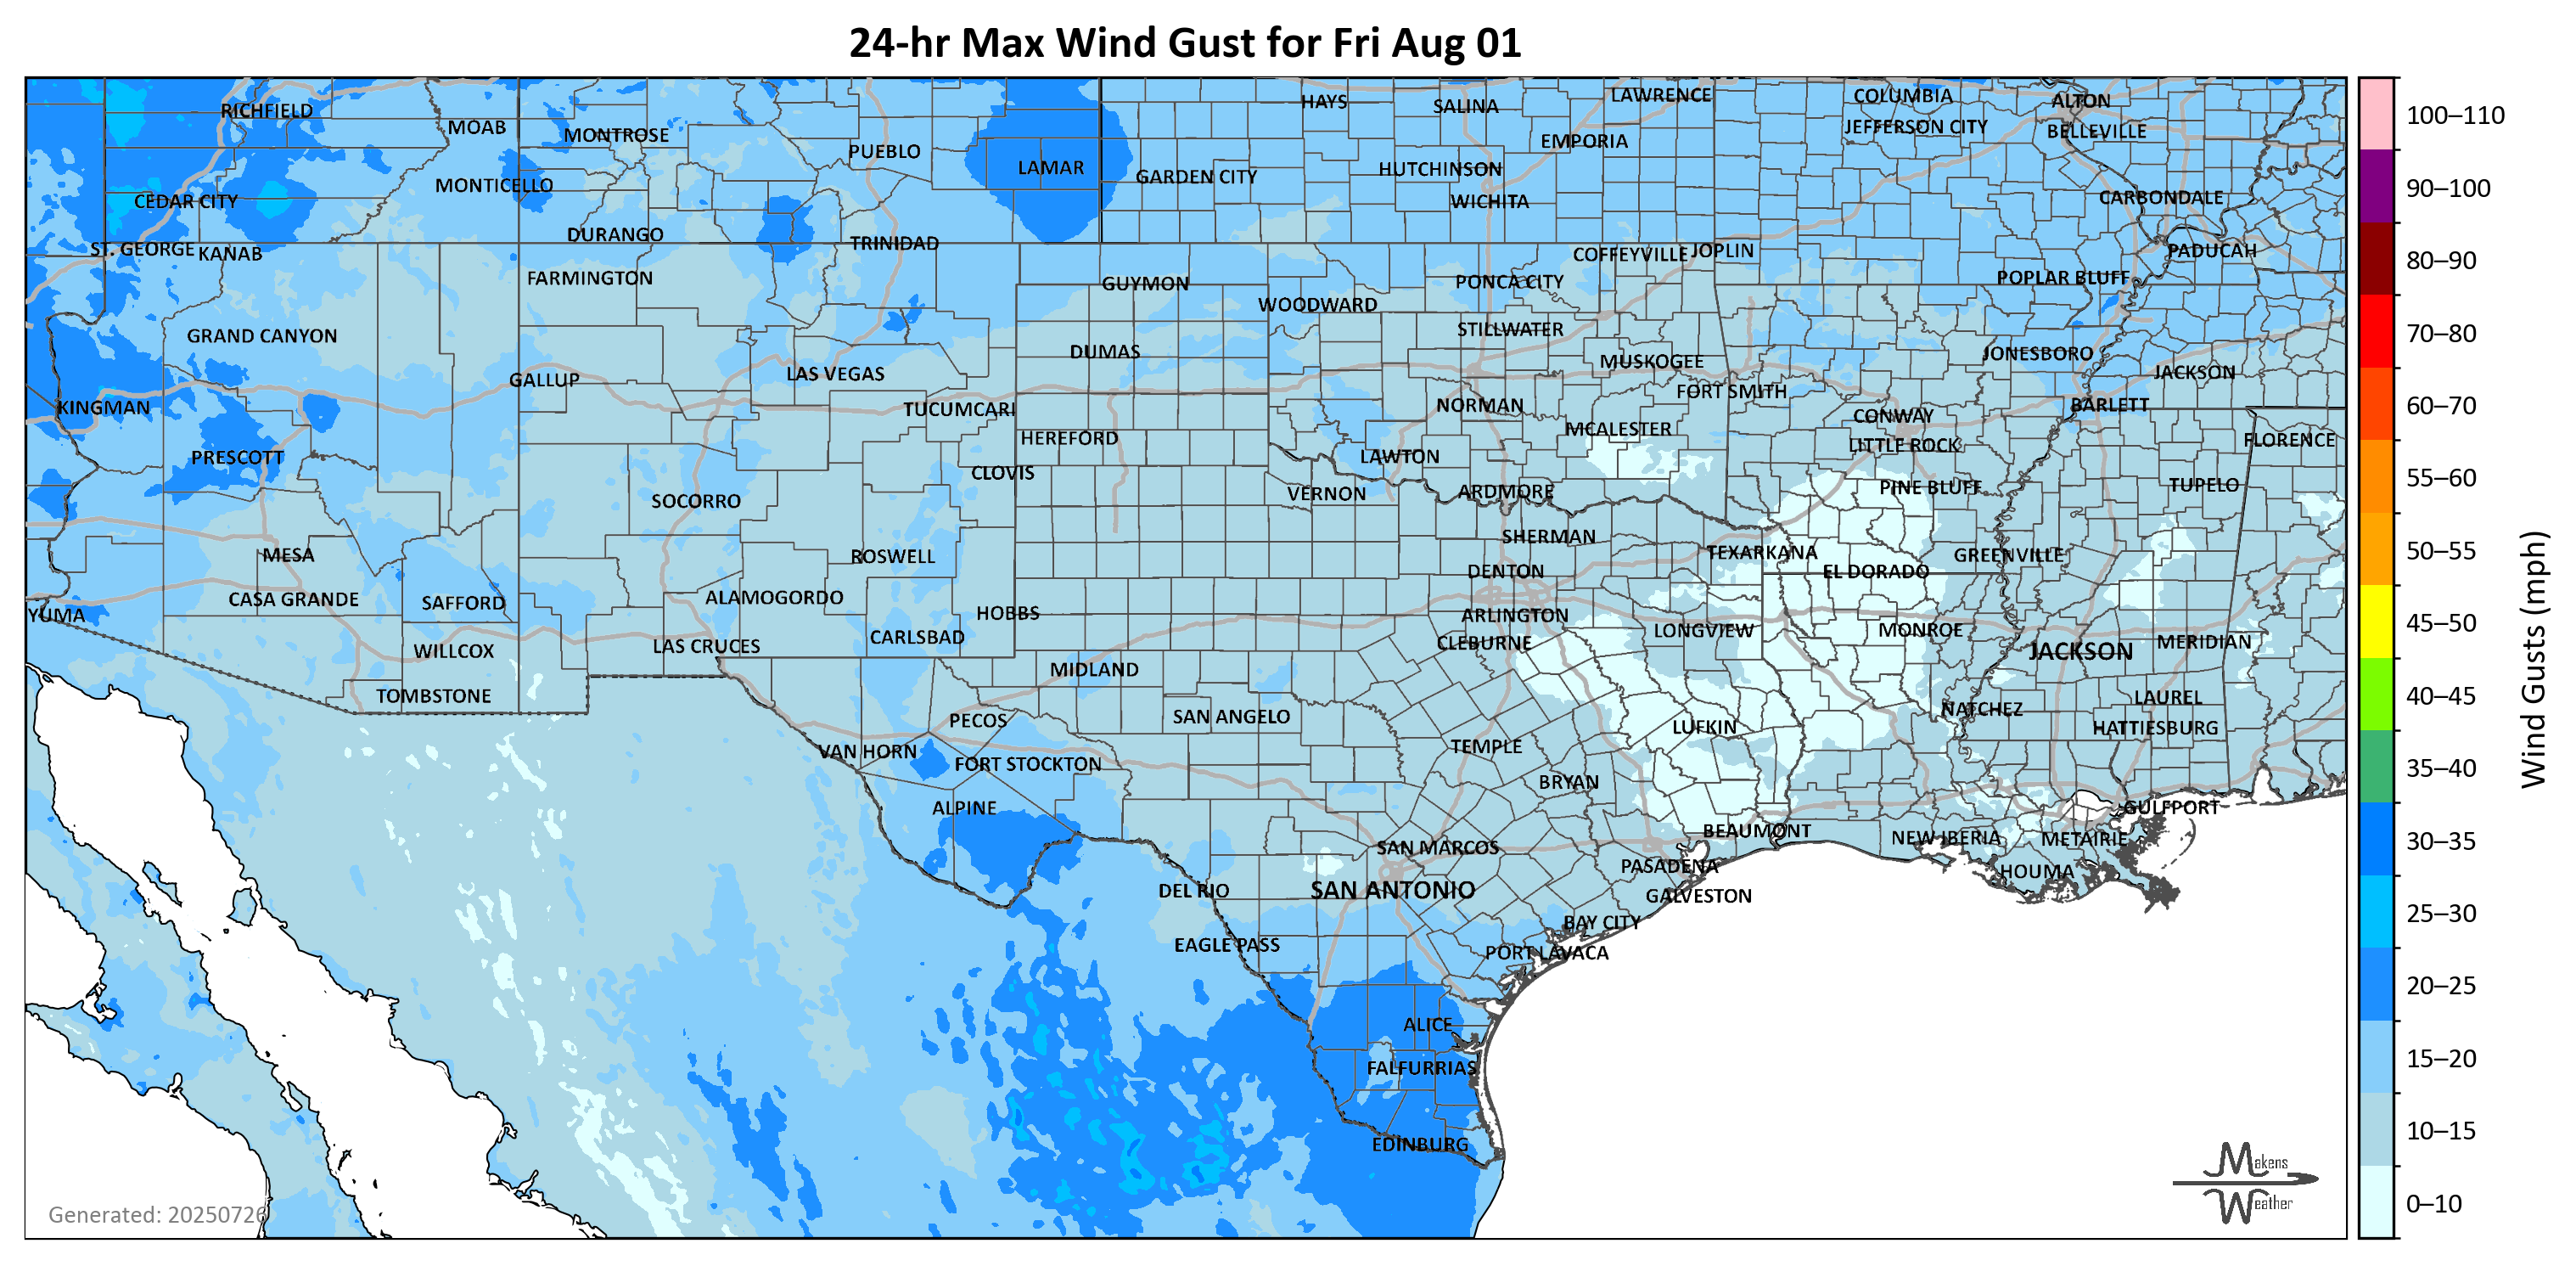 24-hr Max Wind Gust for Fri Aug 01
HAYS
SALINA
LAWRENCE
COLUMBIA
ALTON
RICHFIELD
MOAB
MONTROSE
PUEBLO
EMPORIA
JEFFERSON CITY
BELLEVILLE
LAMAR
GARDEN CITY
HUTCHINSON
MONTICELLO
CEDAR CITY
WICHITA
CARBONDALE
DURANGO
TRINIDAD
ST. GEORGE
KANAB
COFFEYVILLE
JOPLIN
PADUCAH
FARMINGTON
GUYMON
PONCA CITY
POPLAR BLUFF
WOODWARD
GRAND CANYON
STILLWATER
DUMAS
MUSKOGEE
JONESBORO
GALLUP
LAS VEGAS
FORT SMITH
JACKSON
KINGMAN
TUCUMCARI
NORMAN
CONWAY
BARLETT
HEREFORD
MCALESTER
LITTLE ROCK
FLORENCE
PRESCOTT
CLOVIS
LAWTON
SOCORRO
VERNON
ARDMORE
PINE BLUFF
TUPELO
MESA
ROSWELL
SHERMAN
TEXARKANA
GREENVILLE
DENTON
EL DORADO
CASA GRANDE
SAFFORD
ALAMOGORDO
HOBBS
ARLINGTON
YUMA
WILLCOX
LAS CRUCES
CARLSBAD
CLEBURNE
LONGVIEW
MONROE
JACKSON
MERIDIAN
MIDLAND
TOMBSTONE
PECOS
SAN ANGELO
LUFKIN
NATCHEZ
LAUREL
HATTIESBURG
VAN HORN
FORT STOCKTON
TEMPLE
BRYAN
ALPINE
GULFPORT
SAN MARCOS
BEAUMONT
NEW IBERIA
METAIRIE
DEL RIO
SAN ANTONIO
PASADENA
HOUMA
GALVESTON
EAGLE PASS
BAY CITY
PORT LAVACA
ALICE
FALFURRIAS
EDINBURG
Generated: 20250726
Makens
Weather
100–110
90–100
80–90
70–80
60–70
55–60
50–55
45–50
40–45
35–40
30–35
25–30
20–25
15–20
10–15
0–10
Wind Gusts (mph)